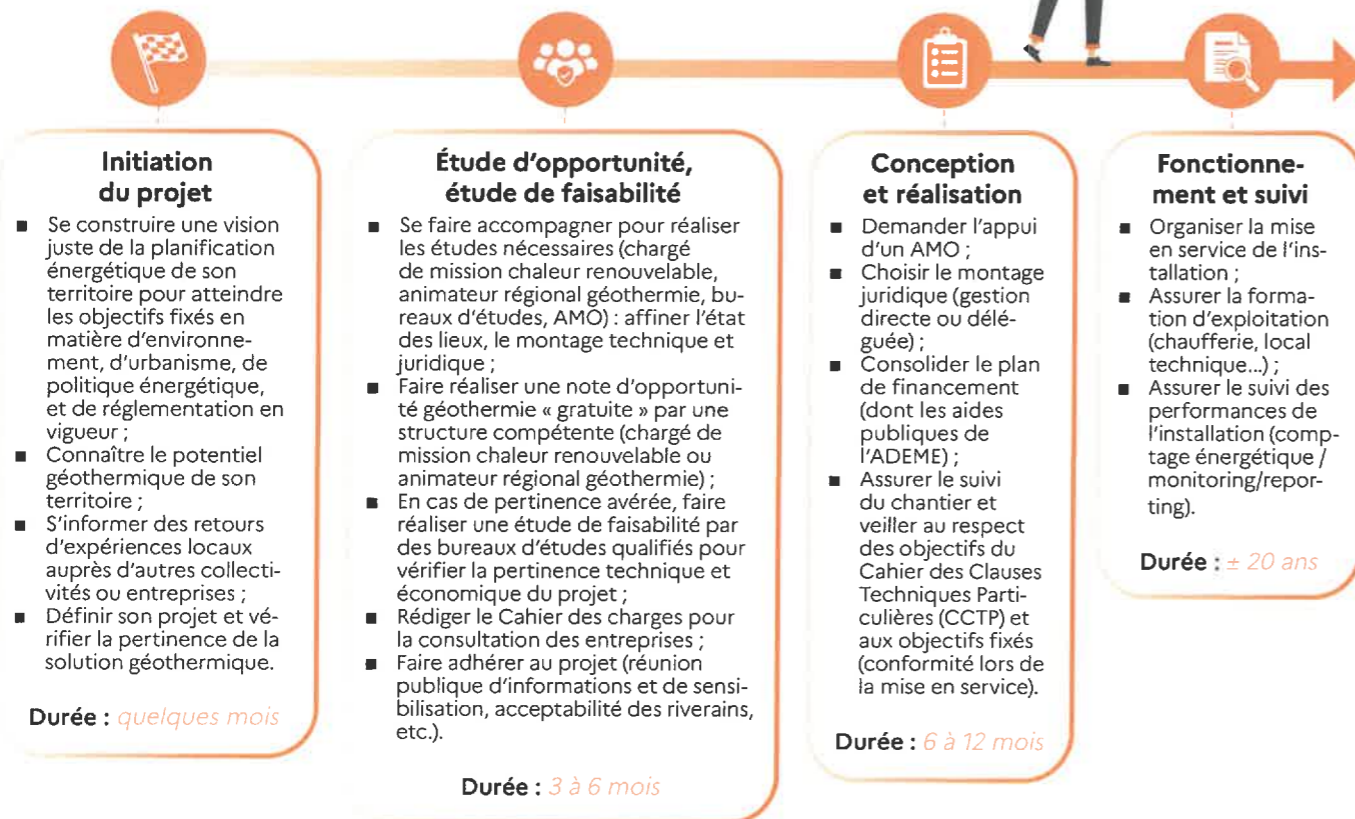 Initiation
du projet
■ Se construire une vision
juste de la planification
énergétique de son
territoire pour atteindre
les objectifs fixés en
matière d'environne-
ment, d'urbanisme, de
politique énergétique,
et de réglementation en
vigueur ;
■ Connaître le potentiel
géothermique de son
territoire ;
■ S'informer des retours
d'expériences locaux
auprès d'autres collecti-
vités ou entreprises ;
■ Définir son projet et vé-
rifier la pertinence de la
solution géothermique.
Durée : quelques mois
Étude d'opportunité,
étude de faisabilité
■ Se faire accompagner pour réaliser
les études nécessaires (chargé
de mission chaleur renouvelable,
animateur régional géothermie, bu-
reaux d'études, AMO) : affiner l'état
des lieux, le montage technique et
juridique ;
■ Faire réaliser une note d'opportuni-
té géothermie « gratuite » par une
structure compétente (chargé de
mission chaleur renouvelable ou
animateur régional géothermie) ;
■ En cas de pertinence avérée, faire
réaliser une étude de faisabilité par
des bureaux d'études qualifiés pour
vérifier la pertinence technique et
économique du projet ;
■ Rédiger le Cahier des charges pour
la consultation des entreprises ;
■ Faire adhérer au projet (réunion
publique d'informations et de sensi-
bilisation, acceptabilité des riverains,
etc.).
Durée : 3 à 6 mois
Conception
et réalisation
■ Demander l'appui
d'un AMO ;
■ Choisir le montage
juridique (gestion
directe ou délé-
guée) ;
■ Consolider le plan
de financement
(dont les aides
publiques de
l'ADEME) ;
■ Assurer le suivi
du chantier et
veiller au respect
des objectifs du
Cahier des Clauses
Techniques Parti-
culières (CCTP) et
aux objectifs fixés
(conformité lors de
la mise en service).
Durée : 6 à 12 mois
Fonctionne-
ment et suivi
■ Organiser la mise
en service de l'ins-
tallation ;
■ Assurer la forma-
tion d'exploitation
(chaufferie, local
technique...) ;
■ Assurer le suivi des
performances de
l'installation (comp-
tage énergétique /
monitoring/repor-
ting).
Durée : ± 20 ans